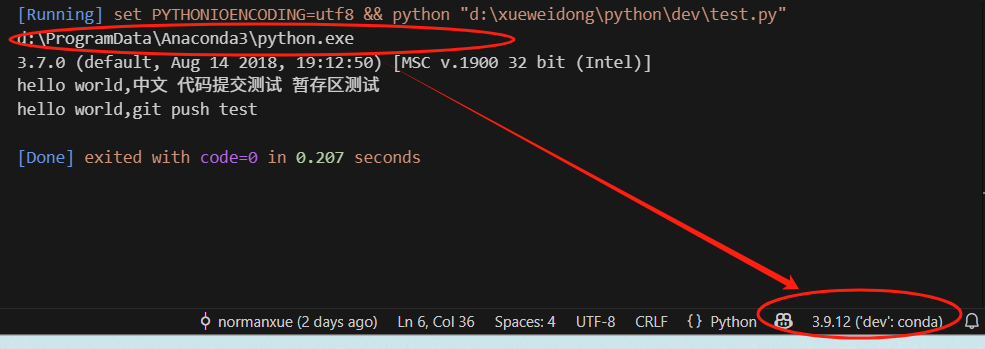 [Running] set PYTHONIOENCODING=utf8 && python "d:\xueweidong\python\dev\test.py"
d:\ProgramData\Anaconda3\python.exe
3.7.0 (default, Aug 14 2018, 19:12:50) [MSC v.1900 32 bit (Intel)]
hello world,中文 代码提交测试 暂存区测试
hello world,git push test
[Done] exited with code=0 in 0.207 seconds
normanxue (2 days ago) Ln 6, Col 36 Spaces: 4 UTF-8 CRLF {} Python 3.9.12 ('dev': conda)